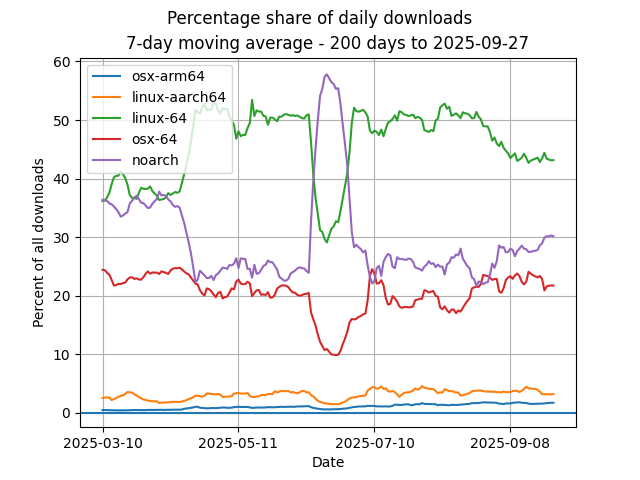 Percentage share of daily downloads
7-day moving average - 200 days to 2025-09-27
60
50
40
30
20
10
0
Percent of all downloads
osx-arm64
linux-aarch64
linux-64
osx-64
noarch
2025-03-10
2025-05-11
2025-07-10
2025-09-08
Date